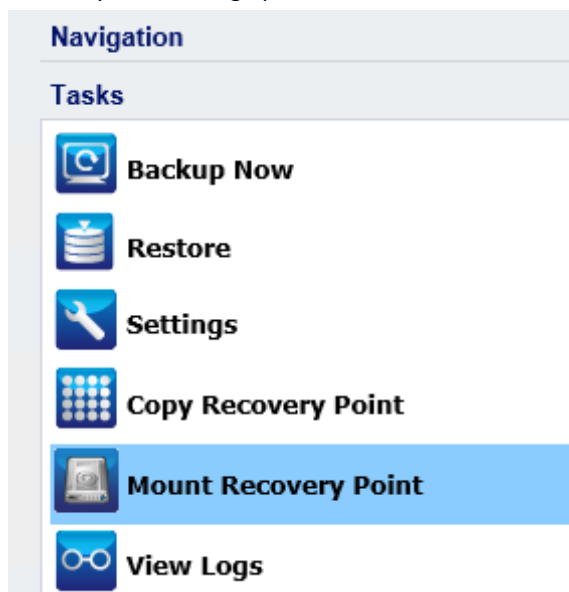 Navigation
Tasks
Backup Now
Restore
Settings
Copy Recovery Point
Mount Recovery Point
View Logs